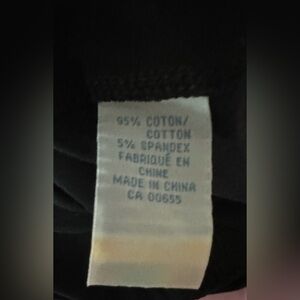 95% COTON/
COTTON
5% SPANDEX
FABRIQUÉ EN
CHINE
MADE IN CHINA
CA 00655